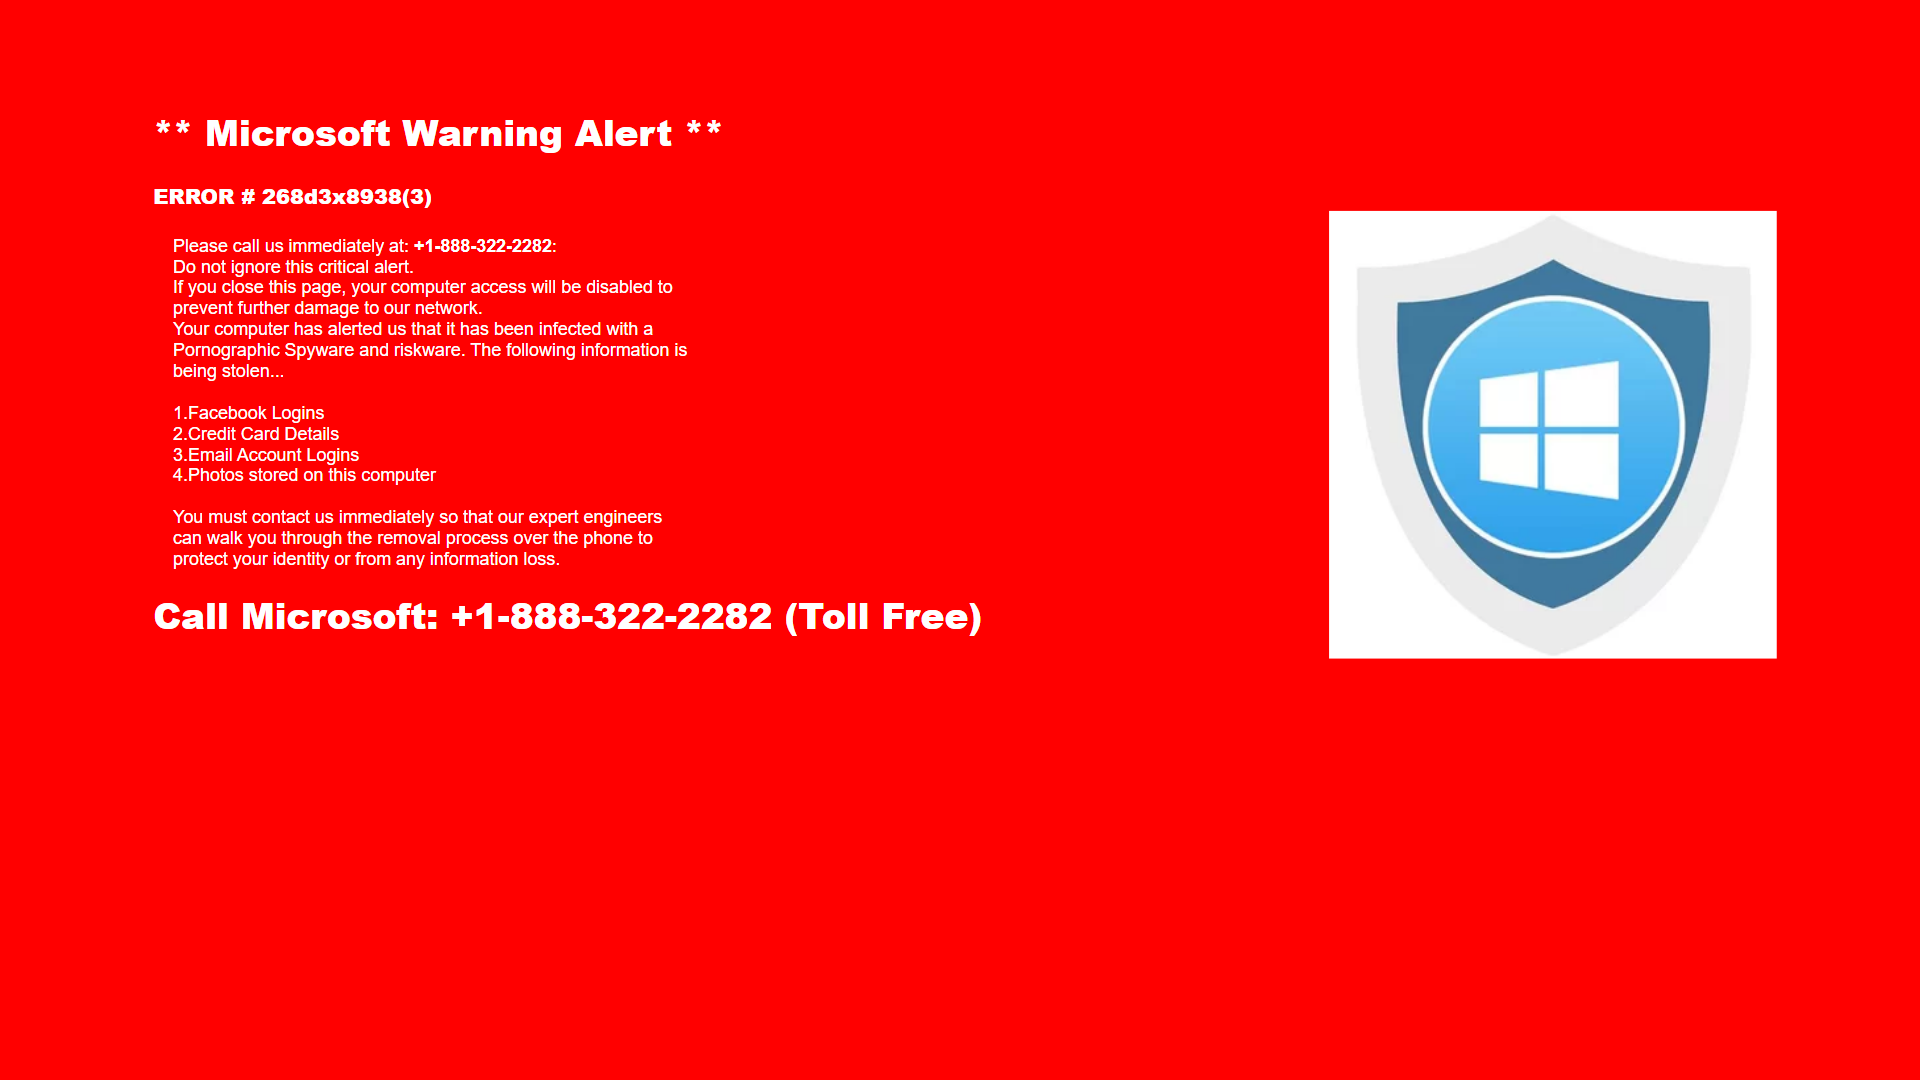 ** Microsoft Warning Alert **
ERROR # 268d3x8938(3)
Please call us immediately at: +1-888-322-2282:
Do not ignore this critical alert.
If you close this page, your computer access will be disabled to
prevent further damage to our network.
Your computer has alerted us that it has been infected with a
Pornographic Spyware and riskware. The following information is
being stolen...
1.Facebook Logins
2.Credit Card Details
3.Email Account Logins
4.Photos stored on this computer
You must contact us immediately so that our expert engineers
can walk you through the removal process over the phone to
protect your identity or from any information loss.
Call Microsoft: +1-888-322-2282 (Toll Free)